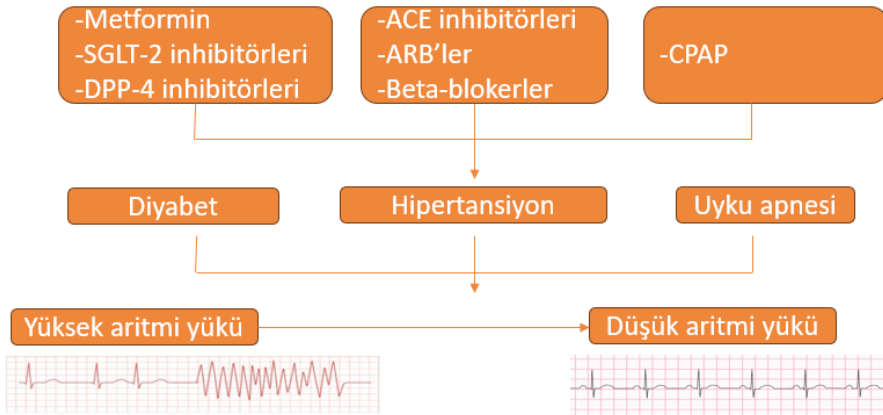 -Metformin
-SGLT-2 inhibitörleri
-DPP-4 inhibitörleri
-ACE inhibitörleri
-ARB'ler
-Beta-blokerler
-CPAP
Diyabet
Hipertansiyon
Uyku apnesi
Yüksek aritmi yükü
Düşük aritmi yükü